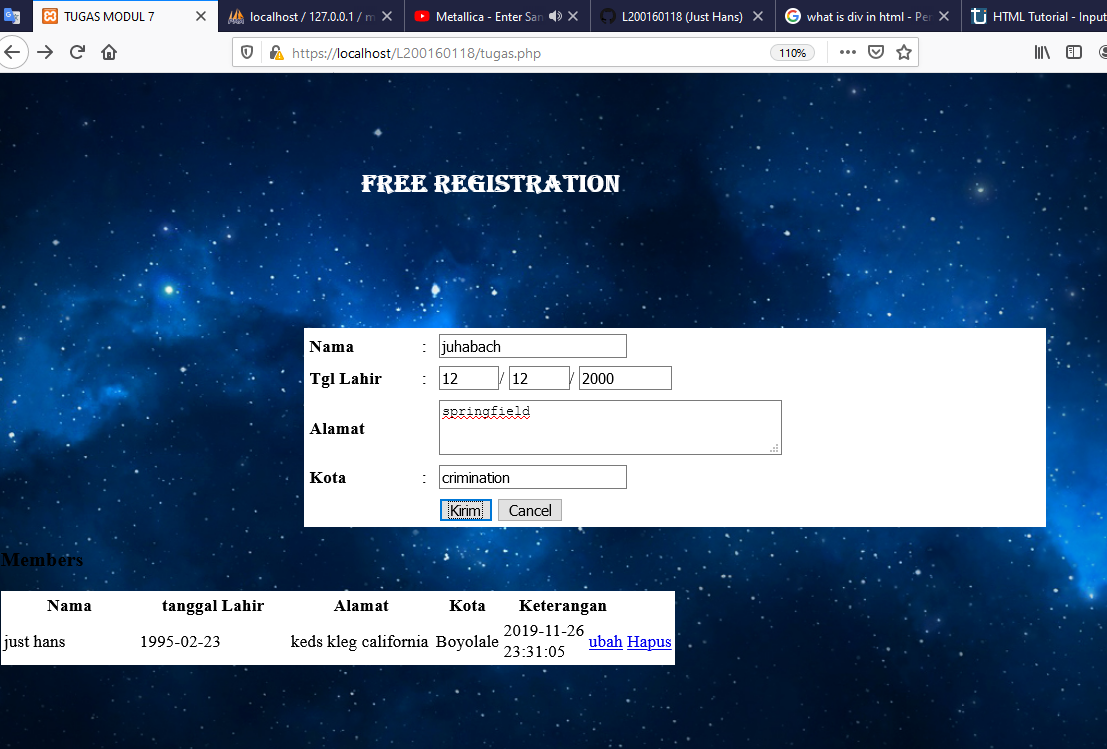 TUGAS MODUL 7
localhost / 127.0.0.1 / m
Metallica - Enter San
L200160118 (Just Hans)
what is div in html - Pen
HTML Tutorial - Input
https://localhost/L200160118/tugas.php
110%
FREE REGISTRATION
Nama : juhabach
Tgl Lahir : 12 / 12 / 2000
Alamat springfield
Kota : crimination
Kirim Cancel
Members
Nama tanggal Lahir Alamat Kota Keterangan
just hans 1995-02-23 keds kleg california Boyolale 2019-11-26
23:31:05 ubah Hapus